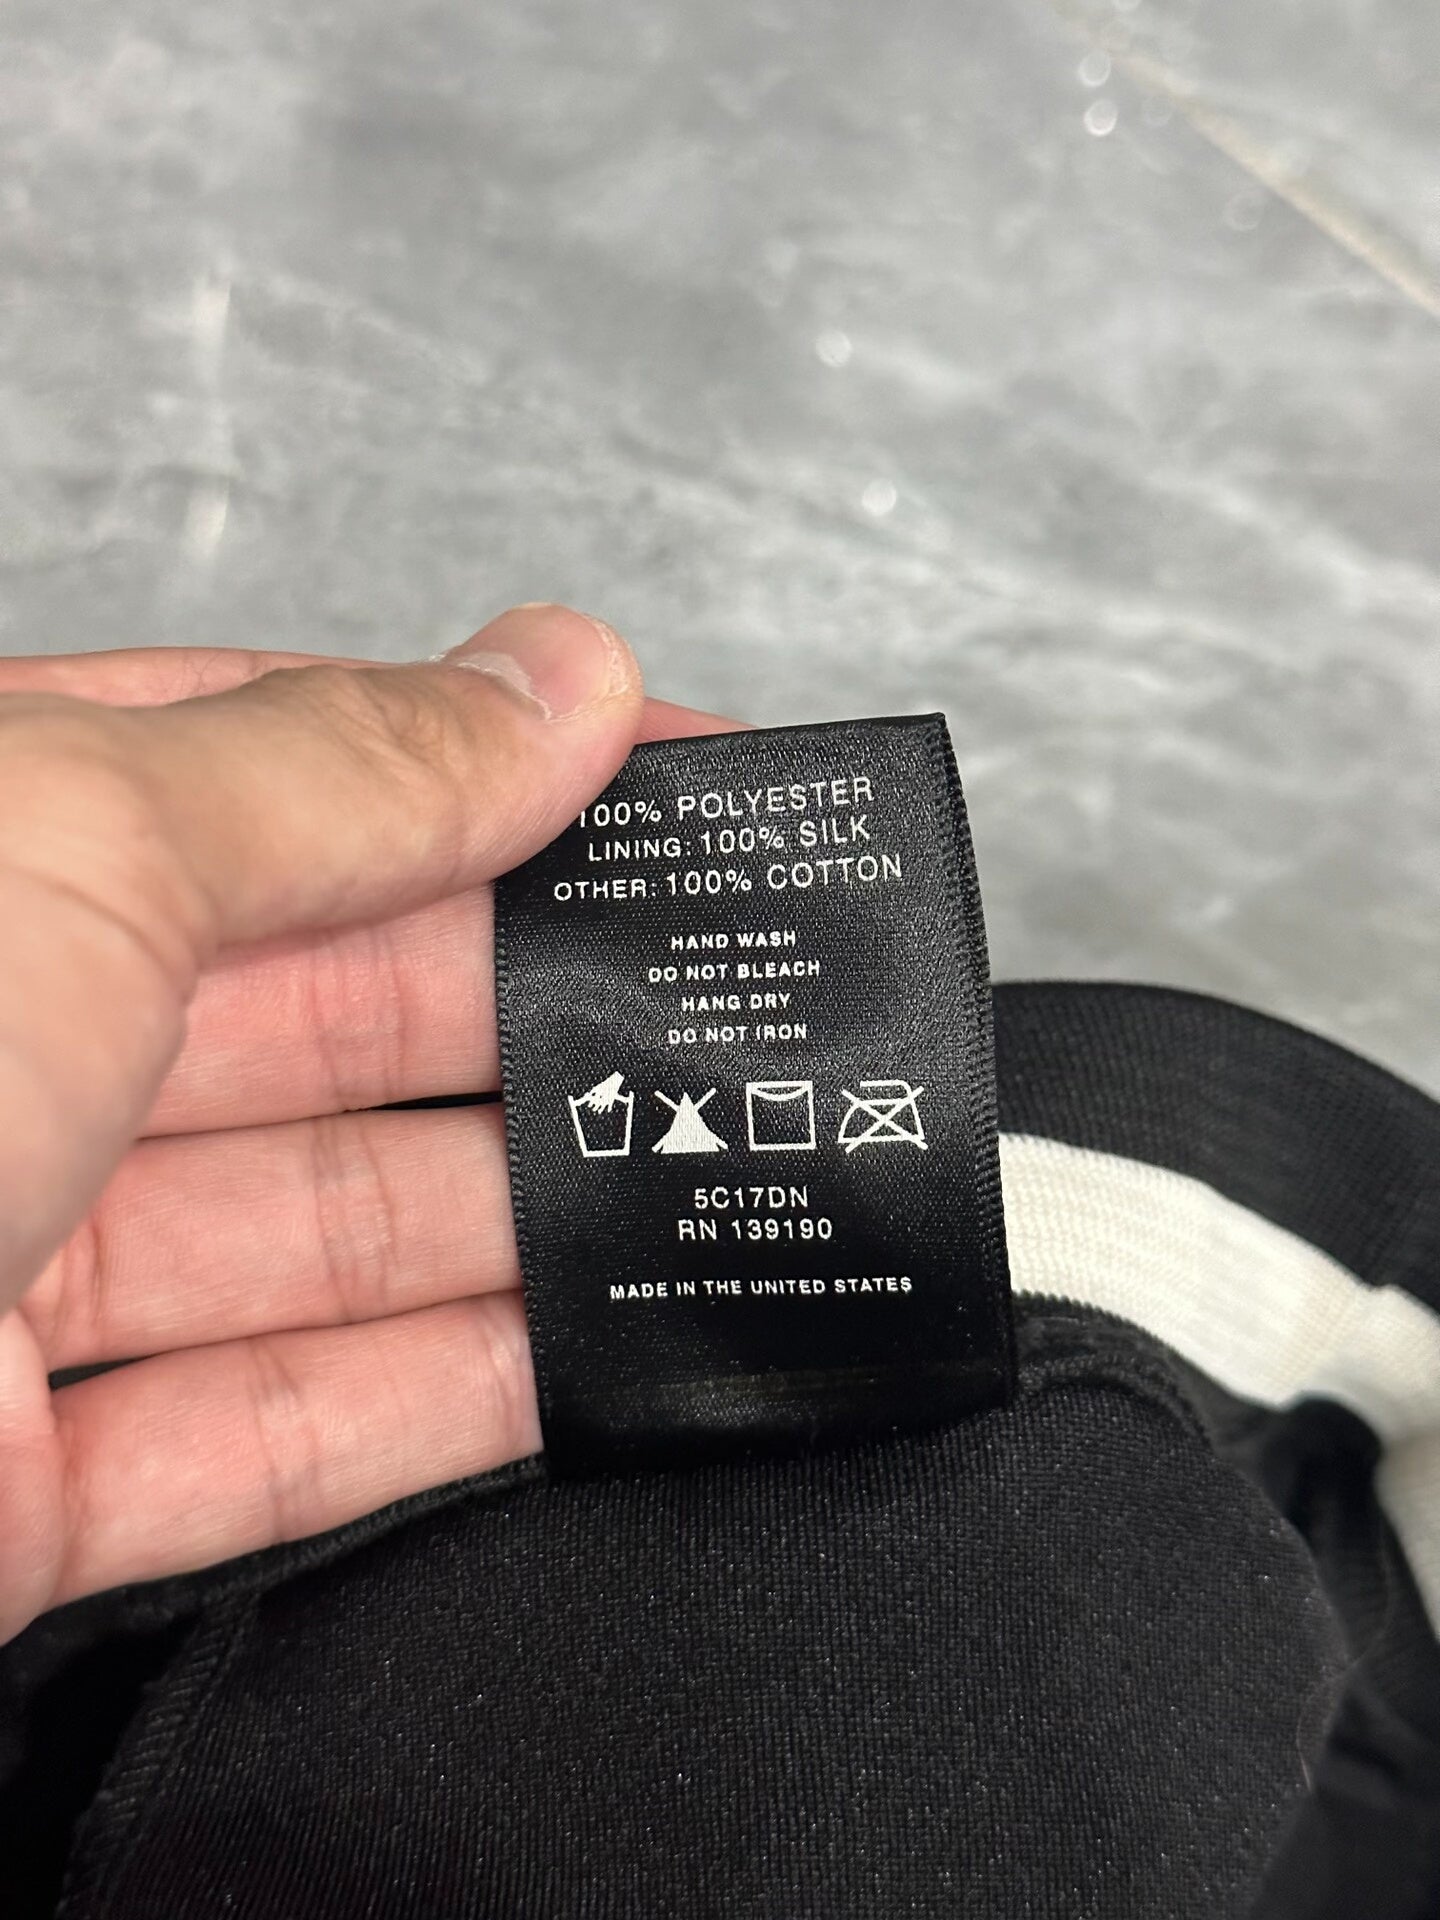 100% POLYESTER
LINING: 100% SILK
OTHER: 100% COTTON
HAND WASH
DO NOT BLEACH
HANG DRY
DO NOT IRON
5C17DN
RN 139190
MADE IN THE UNITED STATES